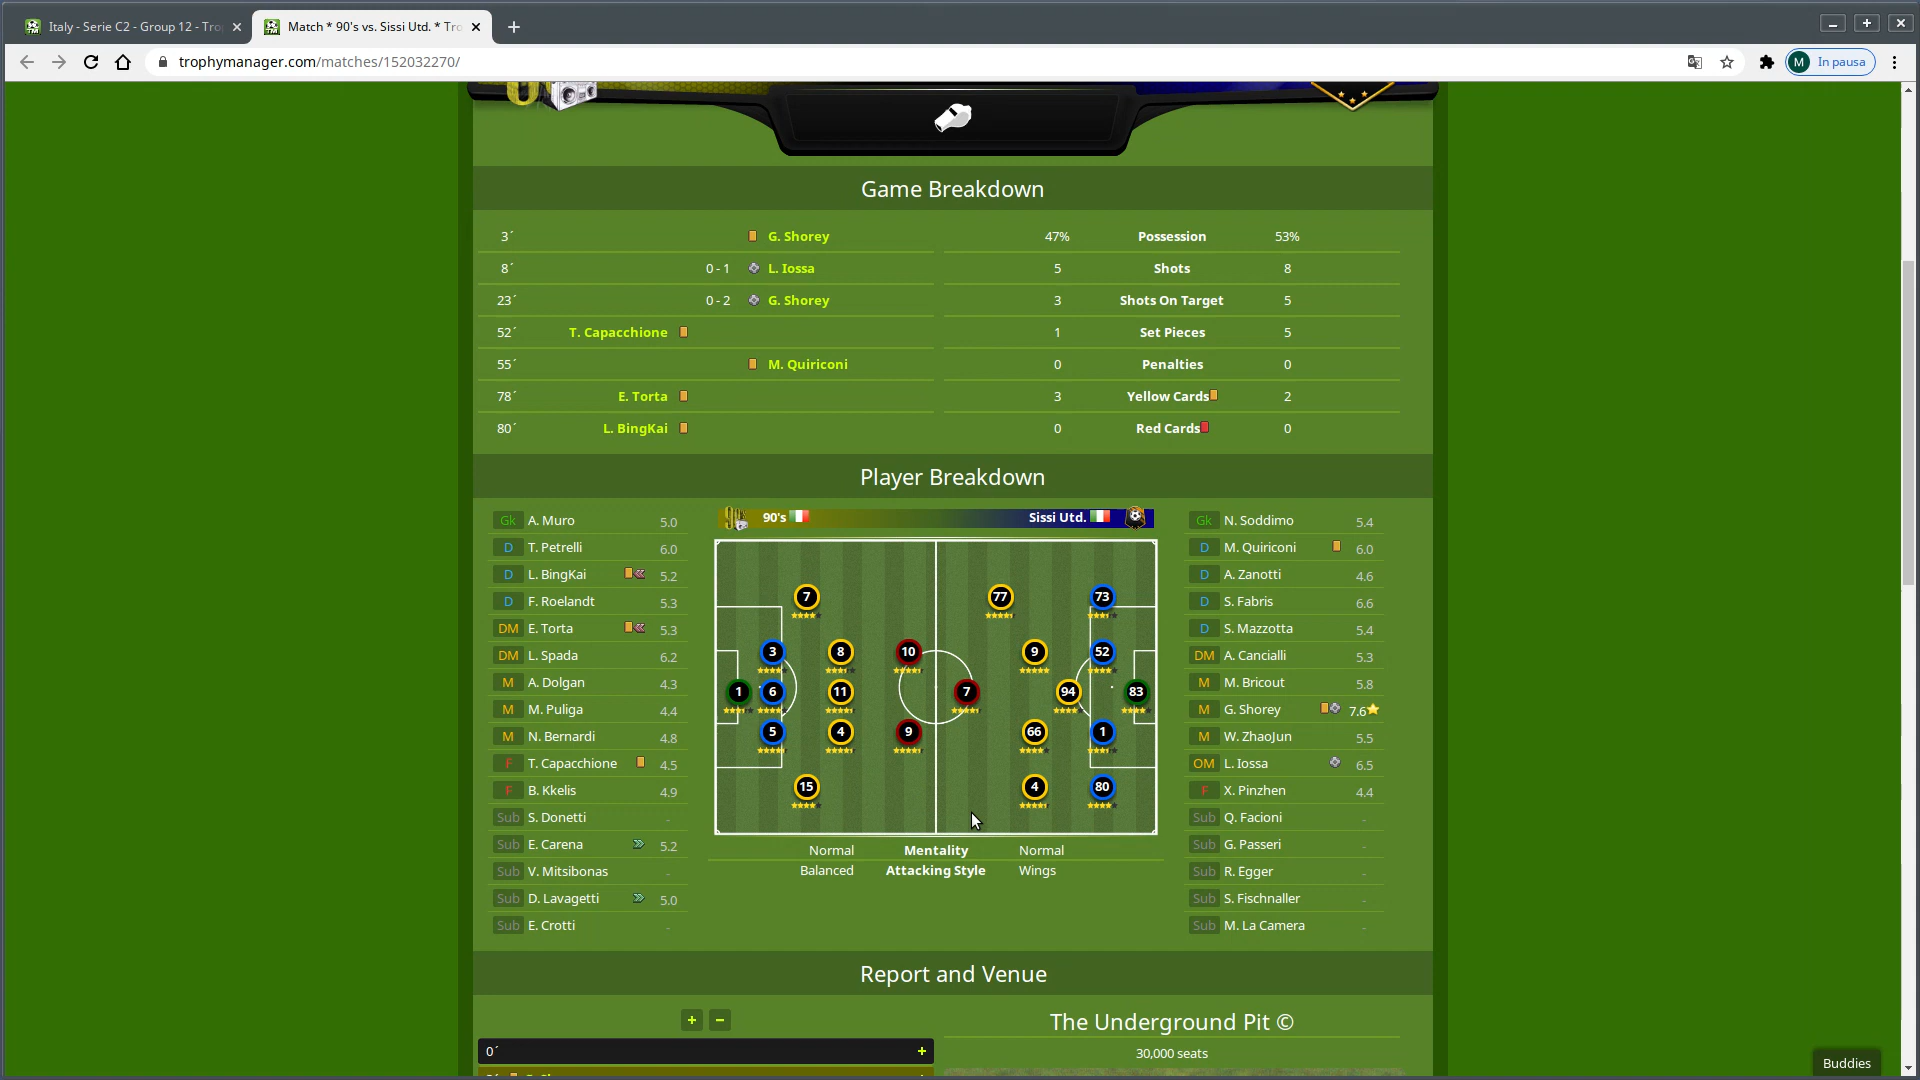 Italy - Serie C2 - Group 12 - Tro
Match * 90's vs. Sissi Utd. * Tro
trophymanager.com/matches/152032270/
M In pausa
Game Breakdown
3´ G. Shorey 47% Possession 53%
8´ 0 - 1 L. Iossa 5 Shots 8
23´ 0 - 2 G. Shorey 3 Shots On Target 5
52´ T. Capacchione 1 Set Pieces 5
55´ M. Quiriconi 0 Penalties 0
78´ E. Torta 3 Yellow Cards 2
80´ L. BingKai 0 Red Cards 0
Player Breakdown
Gk A. Muro 5.0
D T. Petrelli 6.0
D L. BingKai 5.2
D F. Roelandt 5.3
DM E. Torta 5.3
DM L. Spada 6.2
M A. Dolgan 4.3
M M. Puliga 4.4
M N. Bernardi 4.8
F T. Capacchione 4.5
F B. Kkelis 4.9
Sub S. Donetti -
Sub E. Carena 5.2
Sub V. Mitsibonas -
Sub D. Lavagetti 5.0
Sub E. Crotti -
90's Sissi Utd.
7 77 73
3 8 10 9 52
1 6 11 7 94 83
5 4 9 66 1
15 4 80
Normal Mentality Normal
Balanced Attacking Style Wings
Gk N. Soddimo 5.4
D M. Quiriconi 6.0
D A. Zanotti 4.6
D S. Fabris 6.6
D S. Mazzotta 5.4
DM A. Cancialli 5.3
M M. Bricout 5.8
M G. Shorey 7.6
M W. ZhaoJun 5.5
OM L. Iossa 6.5
F X. Pinzhen 4.4
Sub Q. Facioni -
Sub G. Passeri -
Sub R. Egger -
Sub S. Fischnaller -
Sub M. La Camera -
Report and Venue
+ −
0´ +
The Underground Pit ©
30,000 seats
Buddies